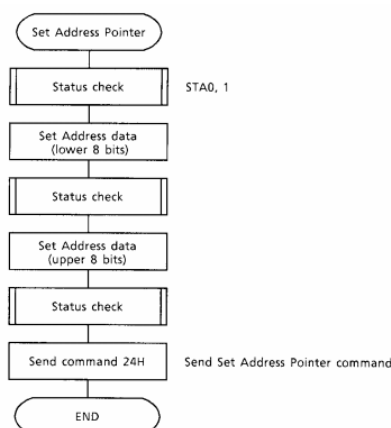 Set Address Pointer
Status check
STA0, 1
Set Address data
(lower 8 bits)
Status check
Set Address data
(upper 8 bits)
Status check
Send command 24H
Send Set Address Pointer command
END